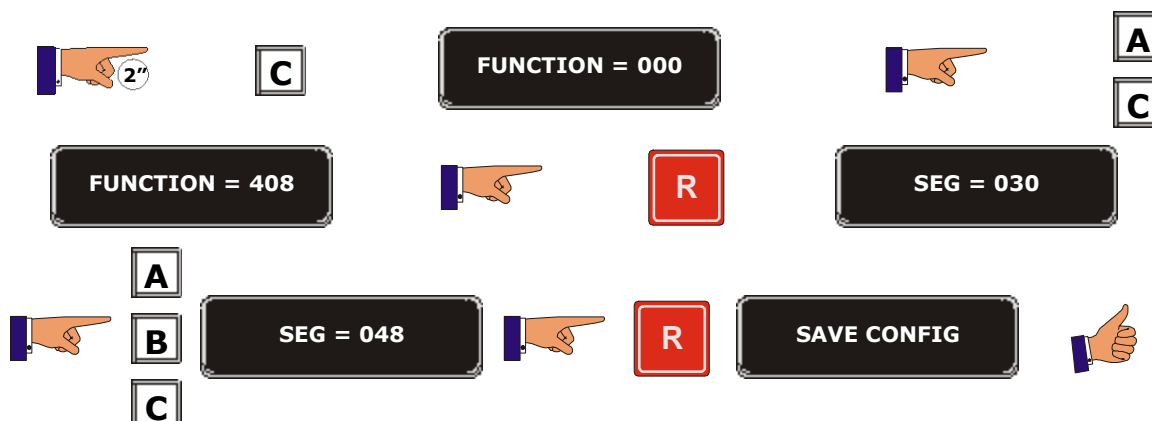 2”
C
FUNCTION = 000
A
C
FUNCTION = 408
R
SEG = 030
A
B
C
SEG = 048
R
SAVE CONFIG